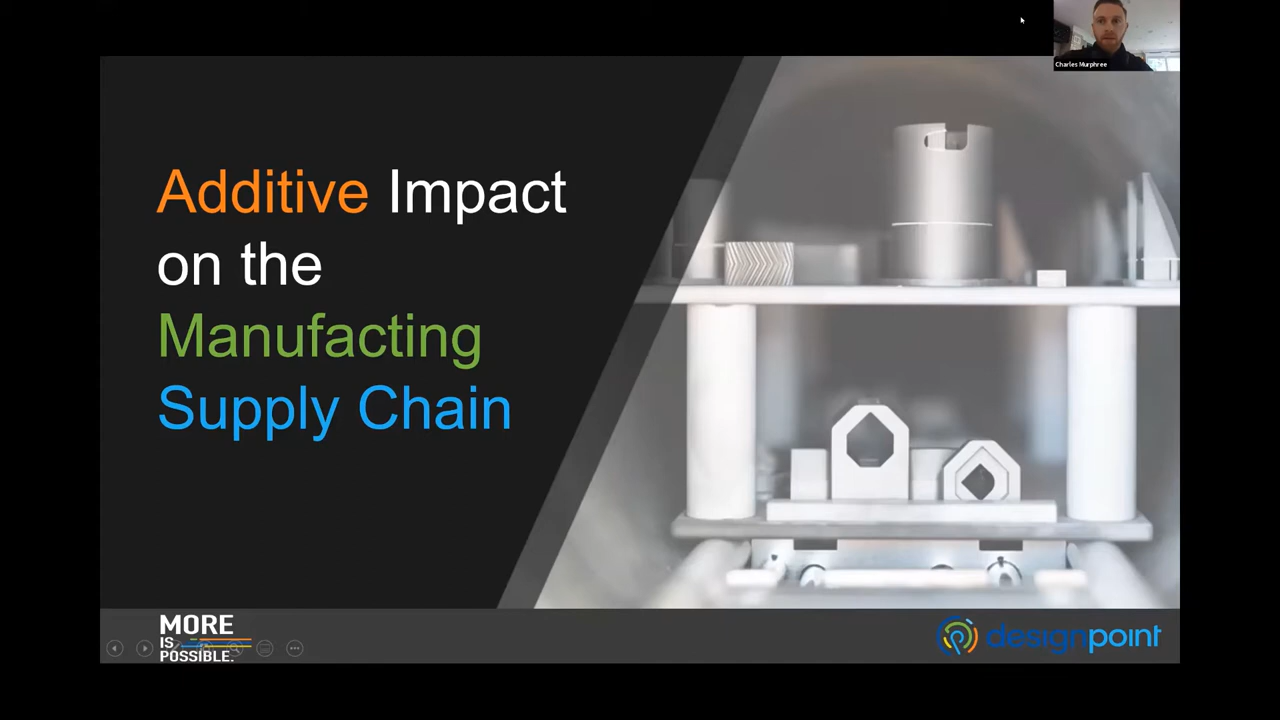 Charles Murphree
Additive Impact
on the
Manufacting
Supply Chain
MORE
IS
POSSIBLE.
designpoint